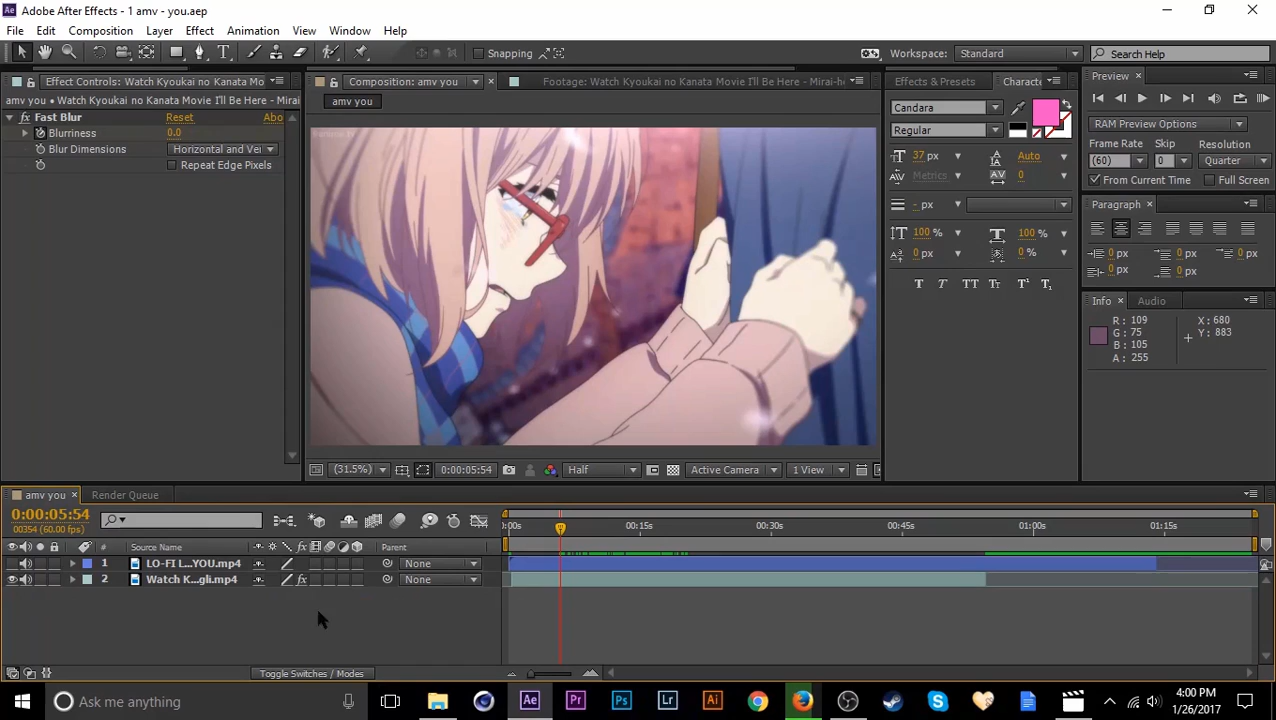 Adobe After Effects - 1 amv - you.aep
File Edit Composition Layer Effect Animation View Window Help
Snapping
Workspace: Standard
Search Help
Effect Controls: Watch Kyoukai no Kanata Mo
Composition: amv you
Footage: Watch Kyoukai no Kanata Movie I'll Be Here - Mirai-he
Effects & Presets
Characte
Preview
amv you • Watch Kyoukai no Kanata Movie I'll Be Here - Mirai
amv you
Fast Blur Reset Abo
Blurriness 0.0
Blur Dimensions Horizontal and Ve
Repeat Edge Pixels
Candara
Regular
37 px
Auto
Metrics
0
- px
100 %
100 %
0 px
0 %
T T TT Tr T¹ T₁
RAM Preview Options
Frame Rate Skip Resolution
(60) 0 Quarter
From Current Time Full Screen
Paragraph
0 px 0 px 0 px
0 px 0 px
Info Audio
R: 109
G: 75
B: 105
A: 255
X: 680
Y: 883
(31.5%) 0:00:05:54 Half Active Camera 1 View
amv you Render Queue
0:00:05:54
00354 (60.00 fps)
:00s 00:15s 00:30s 00:45s 01:00s 01:15s
# Source Name Parent
1 LO-FI L...YOU.mp4 None
2 Watch K...gli.mp4 None
Toggle Switches / Modes
Ask me anything
4:00 PM
1/26/2017